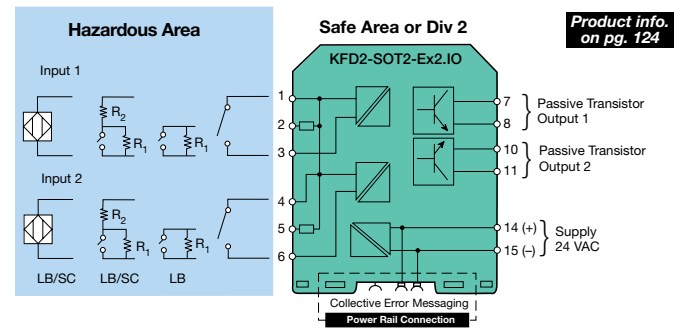 Hazardous Area
Safe Area or Div 2
Product info.
on pg. 124
KFD2-SOT2-Ex2.IO
Input 1
R2
R1
R1
1
2
3
7
8
Passive Transistor
Output 1
10
11
Passive Transistor
Output 2
Input 2
R2
R1
R1
4
5
6
14 (+)
15 (–)
Supply
24 VAC
LB/SC
LB/SC
LB
Collective Error Messaging
Power Rail Connection